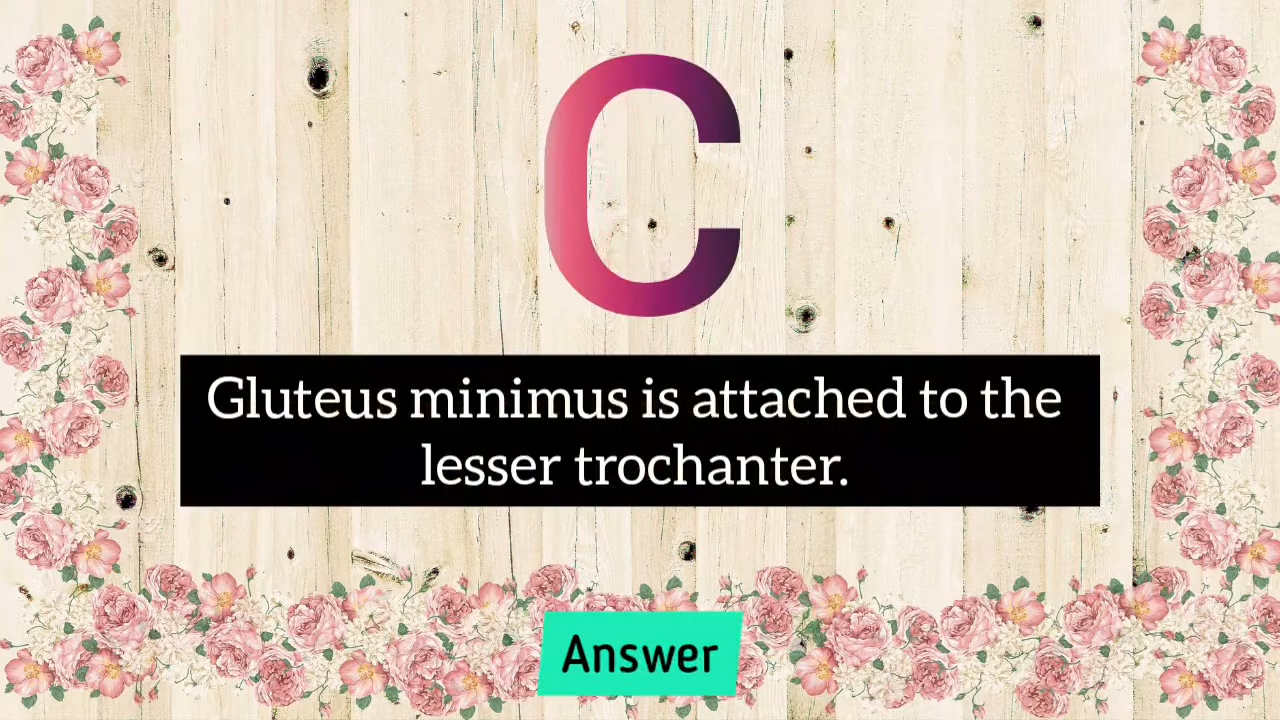 C
Gluteus minimus is attached to the
lesser trochanter.
Answer